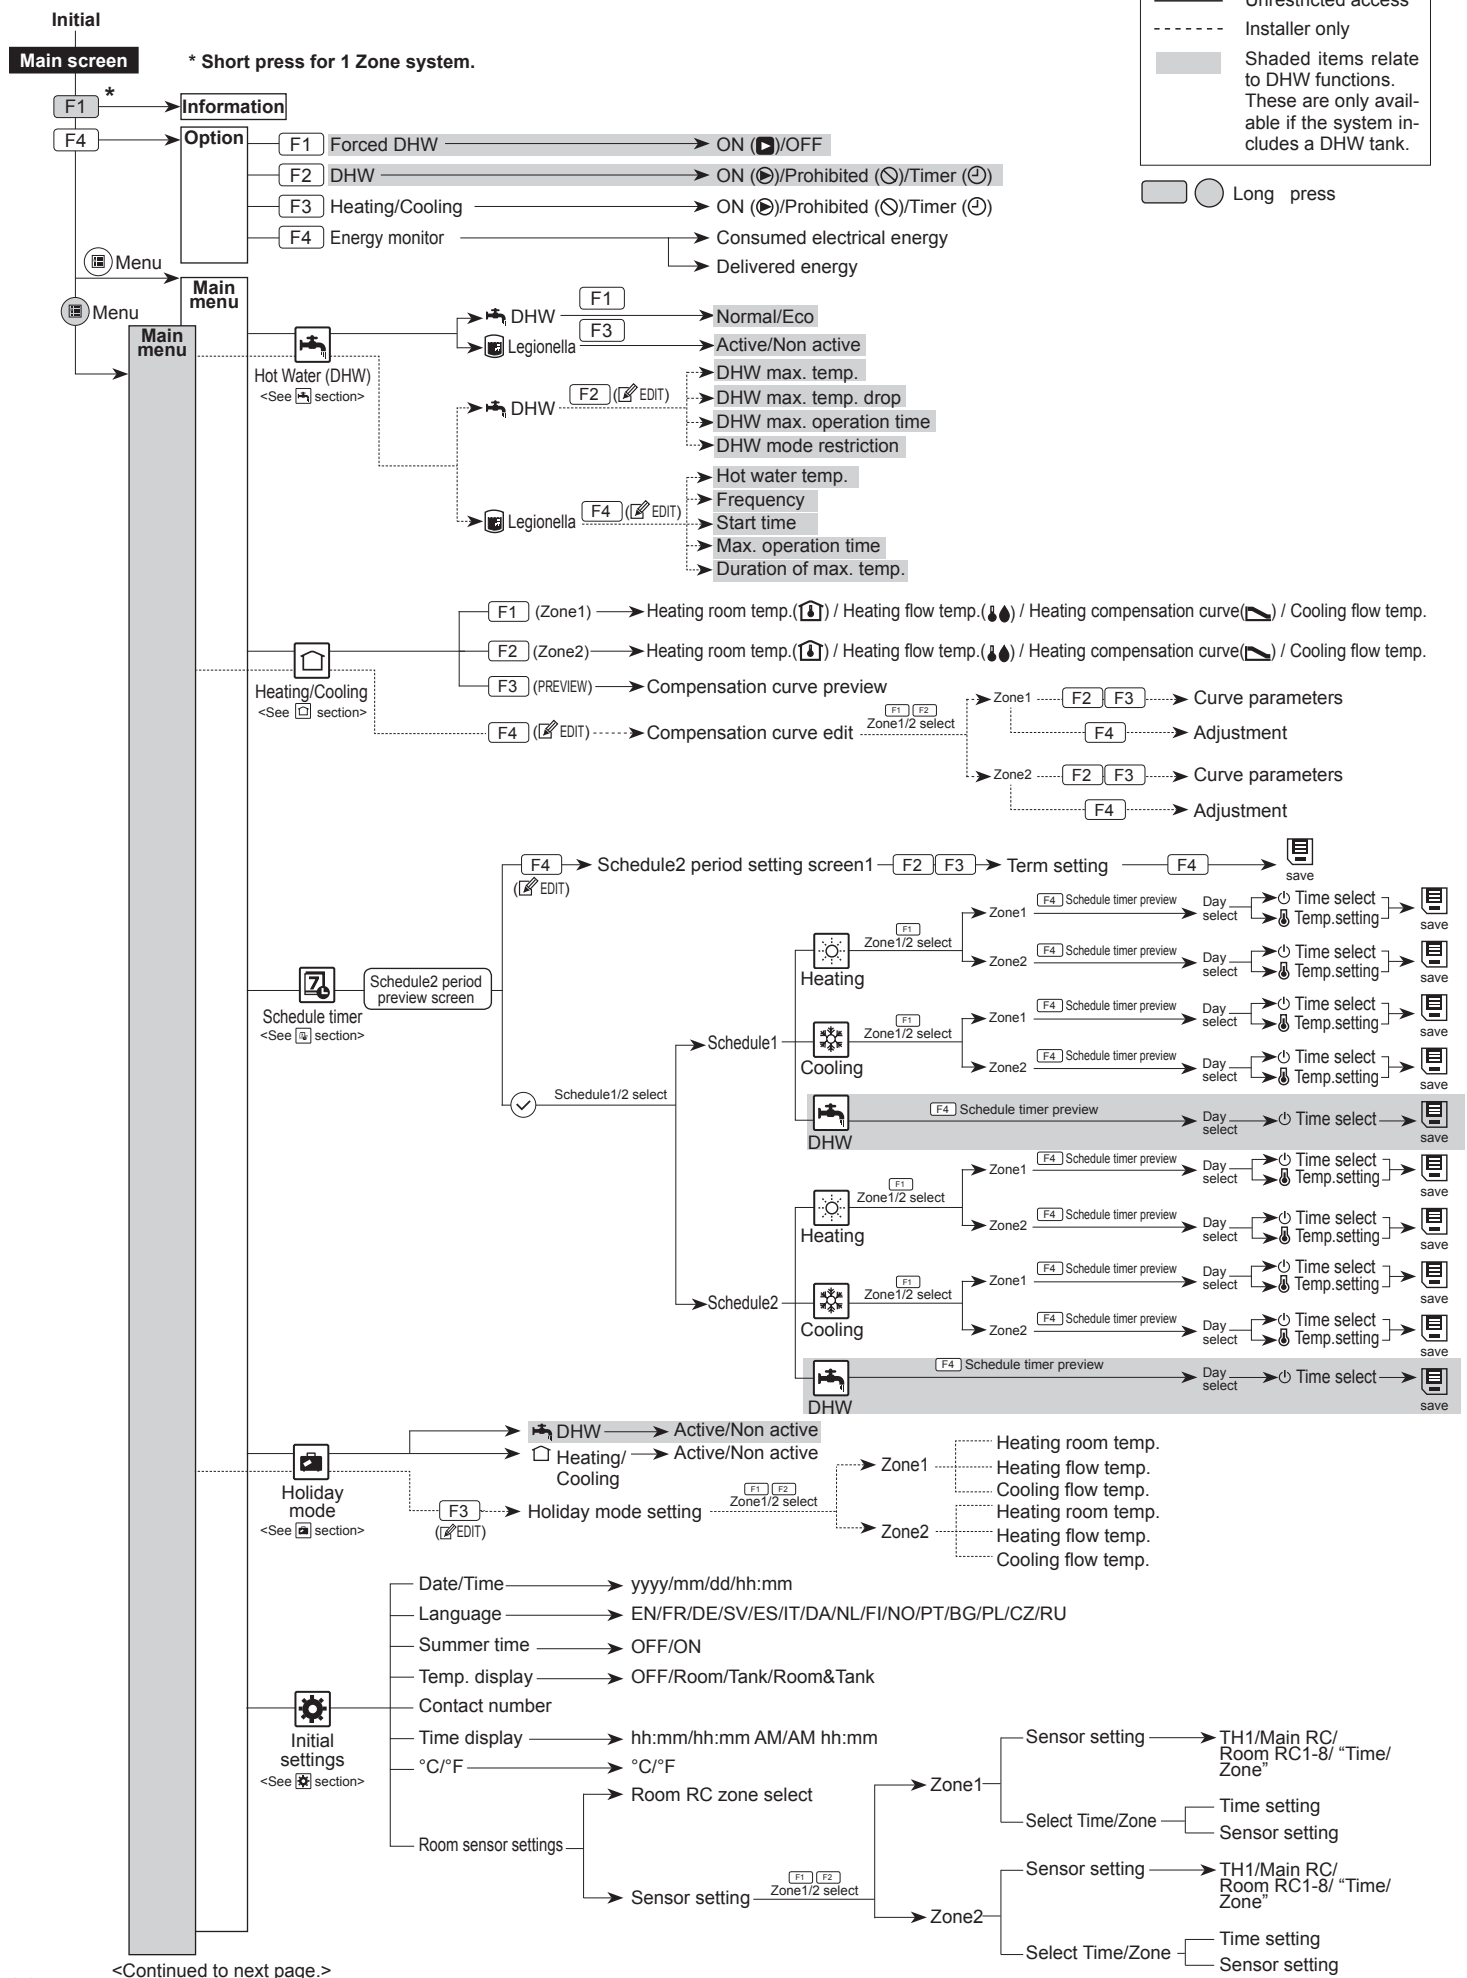 Unrestricted access
Installer only
Shaded items relate
to DHW functions.
These are only avail-
able if the system in-
cludes a DHW tank.
Long press
Initial
Main screen
* Short press for 1 Zone system.
F1 * Information
F4 Option
F1 Forced DHW ON ( )/OFF
F2 DHW ON ( )/Prohibited ( )/Timer ( )
F3 Heating/Cooling ON ( )/Prohibited ( )/Timer ( )
F4 Energy monitor Consumed electrical energy
Delivered energy
Menu
Main
menu
Menu
Main
menu
Hot Water (DHW)
<See section>
DHW F1 Normal/Eco
Legionella F3 Active/Non active
DHW F2 ( EDIT)
DHW max. temp.
DHW max. temp. drop
DHW max. operation time
DHW mode restriction
Legionella F4 ( EDIT)
Hot water temp.
Frequency
Start time
Max. operation time
Duration of max. temp.
Heating/Cooling
<See section>
F1 (Zone1) Heating room temp.( ) / Heating flow temp.( ) / Heating compensation curve( ) / Cooling flow temp.
F2 (Zone2) Heating room temp.( ) / Heating flow temp.( ) / Heating compensation curve( ) / Cooling flow temp.
F3 (PREVIEW) Compensation curve preview
F4 ( EDIT) Compensation curve edit
F1 F2
Zone1/2 select
Zone1 F2 F3 Curve parameters
F4 Adjustment
Zone2 F2 F3 Curve parameters
F4 Adjustment
7
Schedule timer
<See section>
Schedule2 period
preview screen
F4 Schedule2 period setting screen1 F2 F3 Term setting F4 save
( EDIT)
Schedule1/2 select
Schedule1
Heating
F1
Zone1/2 select
Zone1 F4 Schedule timer preview Day select Time select Temp.setting save
Zone2 F4 Schedule timer preview Day select Time select Temp.setting save
Cooling
F1
Zone1/2 select
Zone1 F4 Schedule timer preview Day select Time select Temp.setting save
Zone2 F4 Schedule timer preview Day select Time select Temp.setting save
DHW F4 Schedule timer preview Day select Time select save
Schedule2
Heating
F1
Zone1/2 select
Zone1 F4 Schedule timer preview Day select Time select Temp.setting save
Zone2 F4 Schedule timer preview Day select Time select Temp.setting save
Cooling
F1
Zone1/2 select
Zone1 F4 Schedule timer preview Day select Time select Temp.setting save
Zone2 F4 Schedule timer preview Day select Time select Temp.setting save
DHW F4 Schedule timer preview Day select Time select save
Holiday
mode
<See section>
DHW Active/Non active
Heating/ Active/Non active
Cooling
F3 Holiday mode setting
( EDIT)
F1 F2
Zone1/2 select
Zone1
Heating room temp.
Heating flow temp.
Cooling flow temp.
Zone2
Heating room temp.
Heating flow temp.
Cooling flow temp.
Initial
settings
<See section>
Date/Time yyyy/mm/dd/hh:mm
Language EN/FR/DE/SV/ES/IT/DA/NL/FI/NO/PT/BG/PL/CZ/RU
Summer time OFF/ON
Temp. display OFF/Room/Tank/Room&Tank
Contact number
Time display hh:mm/hh:mm AM/AM hh:mm
°C/°F °C/°F
Room sensor settings
Room RC zone select
Sensor setting
F1 F2
Zone1/2 select
Zone1
Sensor setting TH1/Main RC/
Room RC1-8/ “Time/
Zone”
Select Time/Zone
Time setting
Sensor setting
Zone2
Sensor setting TH1/Main RC/
Room RC1-8/ “Time/
Zone”
Select Time/Zone
Time setting
Sensor setting
<Continued to next page.>